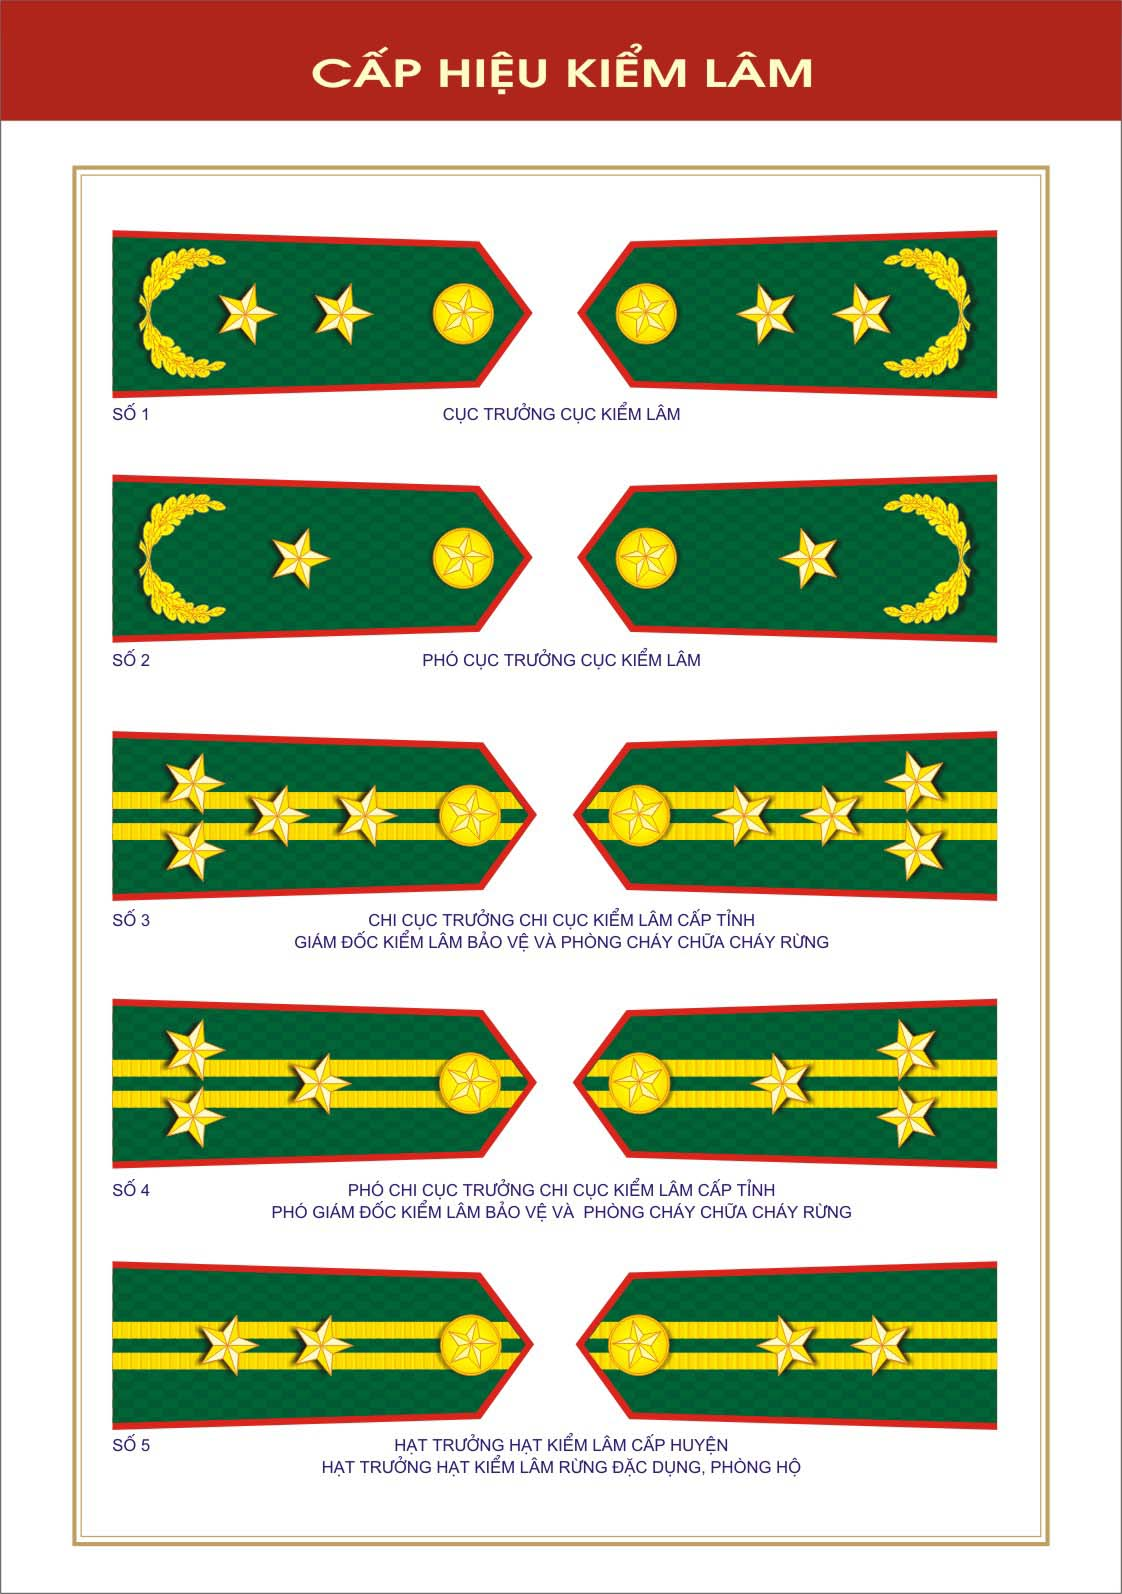 CẤP HIỆU KIỂM LÂM
SỐ 1
CỤC TRƯỞNG CỤC KIỂM LÂM
SỐ 2
PHÓ CỤC TRƯỞNG CỤC KIỂM LÂM
SỐ 3
CHI CỤC TRƯỞNG CHI CỤC KIỂM LÂM CẤP TỈNH
GIÁM ĐỐC KIỂM LÂM BẢO VỆ VÀ PHÒNG CHÁY CHỮA CHÁY RỪNG
SỐ 4
PHÓ CHI CỤC TRƯỞNG CHI CỤC KIỂM LÂM CẤP TỈNH
PHÓ GIÁM ĐỐC KIỂM LÂM BẢO VỆ VÀ PHÒNG CHÁY CHỮA CHÁY RỪNG
SỐ 5
HẠT TRƯỞNG HẠT KIỂM LÂM CẤP HUYỆN
HẠT TRƯỞNG HẠT KIỂM LÂM RỪNG ĐẶC DỤNG, PHÒNG HỘ